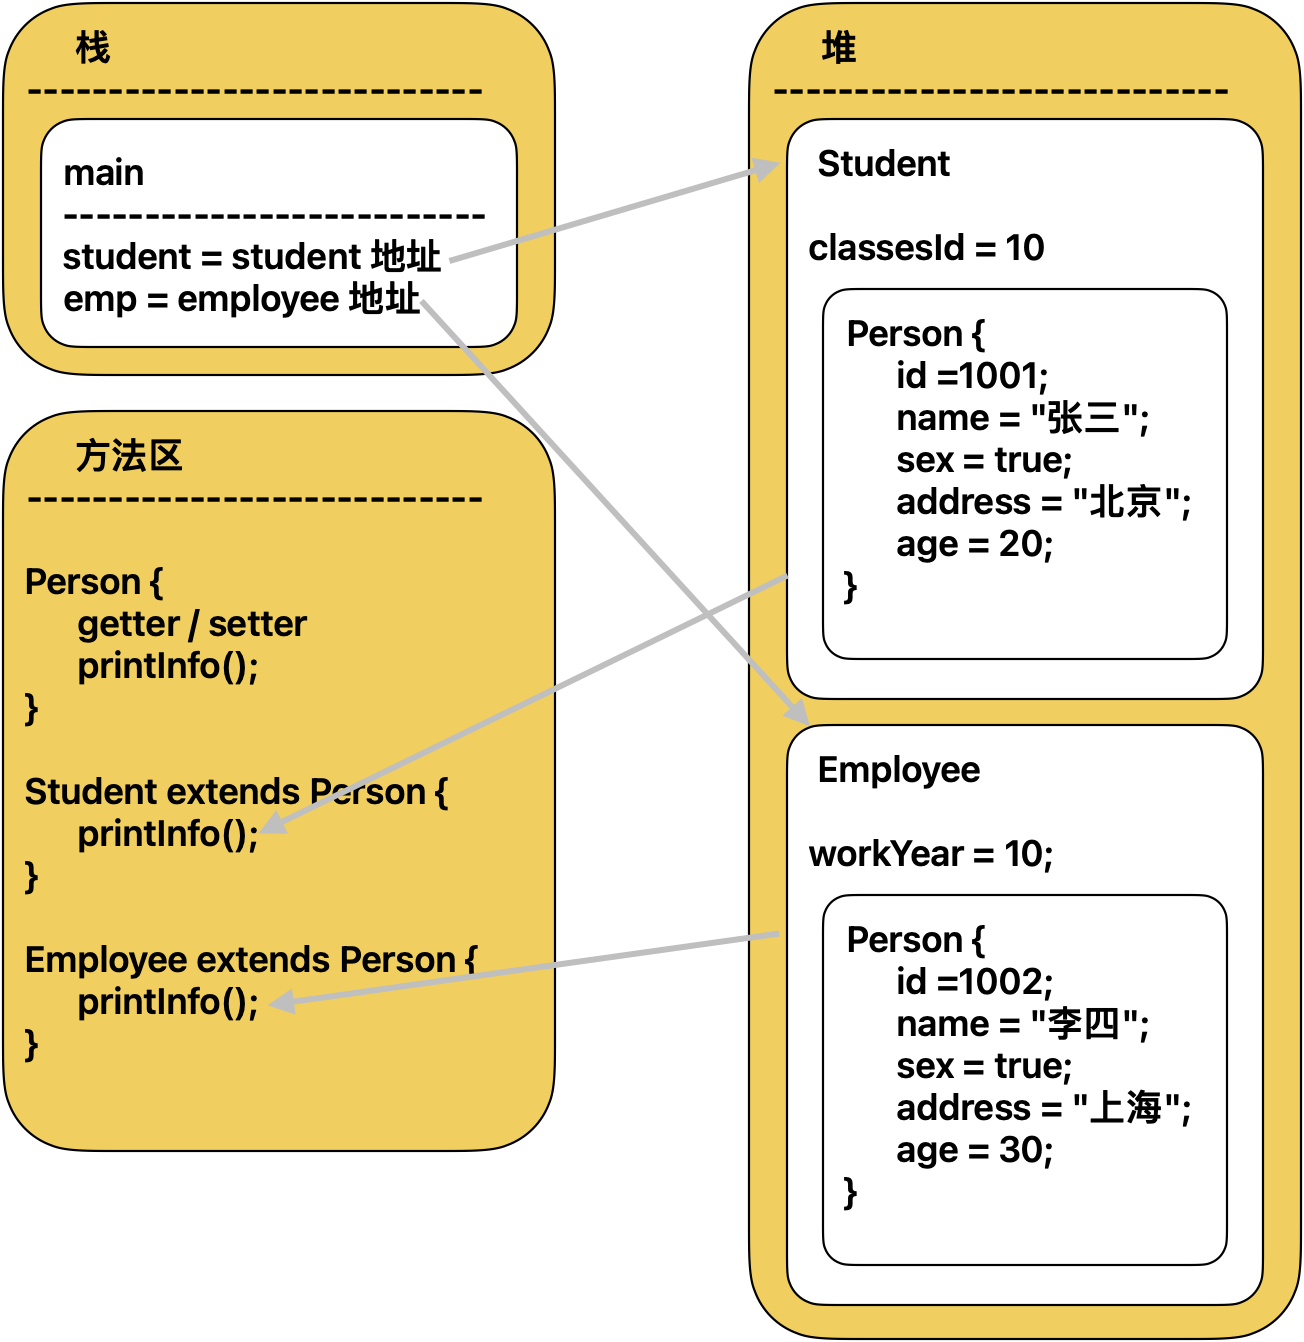 栈
----------------------------
main
--------------------------
student = student 地址
emp = employee 地址
方法区
----------------------------
Person {
getter / setter
printInfo();
}
Student extends Person {
printInfo();
}
Employee extends Person {
printInfo();
}
堆
----------------------------
Student
classesId = 10
Person {
id =1001;
name = "张三";
sex = true;
address = "北京";
age = 20;
}
Employee
workYear = 10;
Person {
id =1002;
name = "李四";
sex = true;
address = "上海";
age = 30;
}